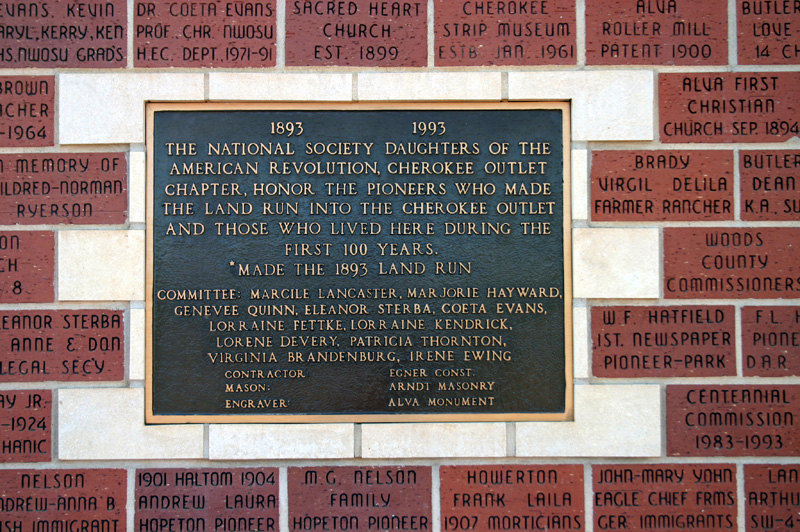 EVANS, KEVIN
DARYL, KERRY, KEN
HS, NWOSU GRAD'S
DR. COETA EVANS
PROF. CHR. NWOSU
H.EC. DEPT. 1971-91
SACRED HEART
CHURCH
EST. 1899
CHEROKEE
STRIP MUSEUM
ESTB. JAN. 1961
ALVA
ROLLER MILL
PATENT 1900
BUTLER
LOVE
14 CH
BROWN
-1964
ALVA FIRST
CHRISTIAN
CHURCH SEP. 1894
IN MEMORY OF
MILDRED-NORMAN
RYERSON
BRADY
VIRGIL DELILA
FARMER RANCHER
BUTLER
DEAN
K.A., SU
8
WOODS
COUNTY
COMMISSIONERS
ELEANOR STERBA
ANNE & DON
LEGAL SEC'Y.
W.F. HATFIELD
1ST. NEWSPAPER
PIONEER-PARK
F.L. H
PIONE
D.A.R.
AY JR.
-1924
HANIC
CENTENNIAL
COMMISSION
1983-1993
1893 1993
THE NATIONAL SOCIETY DAUGHTERS OF THE
AMERICAN REVOLUTION, CHEROKEE OUTLET
CHAPTER, HONOR THE PIONEERS WHO MADE
THE LAND RUN INTO THE CHEROKEE OUTLET
AND THOSE WHO LIVED HERE DURING THE
FIRST 100 YEARS.
*MADE THE 1893 LAND RUN
COMMITTEE: MARCILE LANCASTER, MARJORIE HAYWARD,
GENEVEE QUINN, ELEANOR STERBA, COETA EVANS,
LORRAINE FETTKE, LORRAINE KENDRICK,
LORENE DEVERY, PATRICIA THORNTON,
VIRGINIA BRANDENBURG, IRENE EWING
CONTRACTOR EGNER CONST.
MASON: ARNDT MASONRY
ENGRAVER: ALVA MONUMENT
NELSON
ANDREW-ANNA B.
ISH IMMIGRANT
1901 HALTOM 1904
ANDREW LAURA
HOPETON PIONEER
M.G. NELSON
FAMILY
HOPETON PIONEER
HOWERTON
FRANK LAILA
1907 MORTICIANS
JOHN-MARY YOHN
EAGLE CHIEF FRMS
GER. IMMIGRANTS
LAN
ARTHU
SW-4